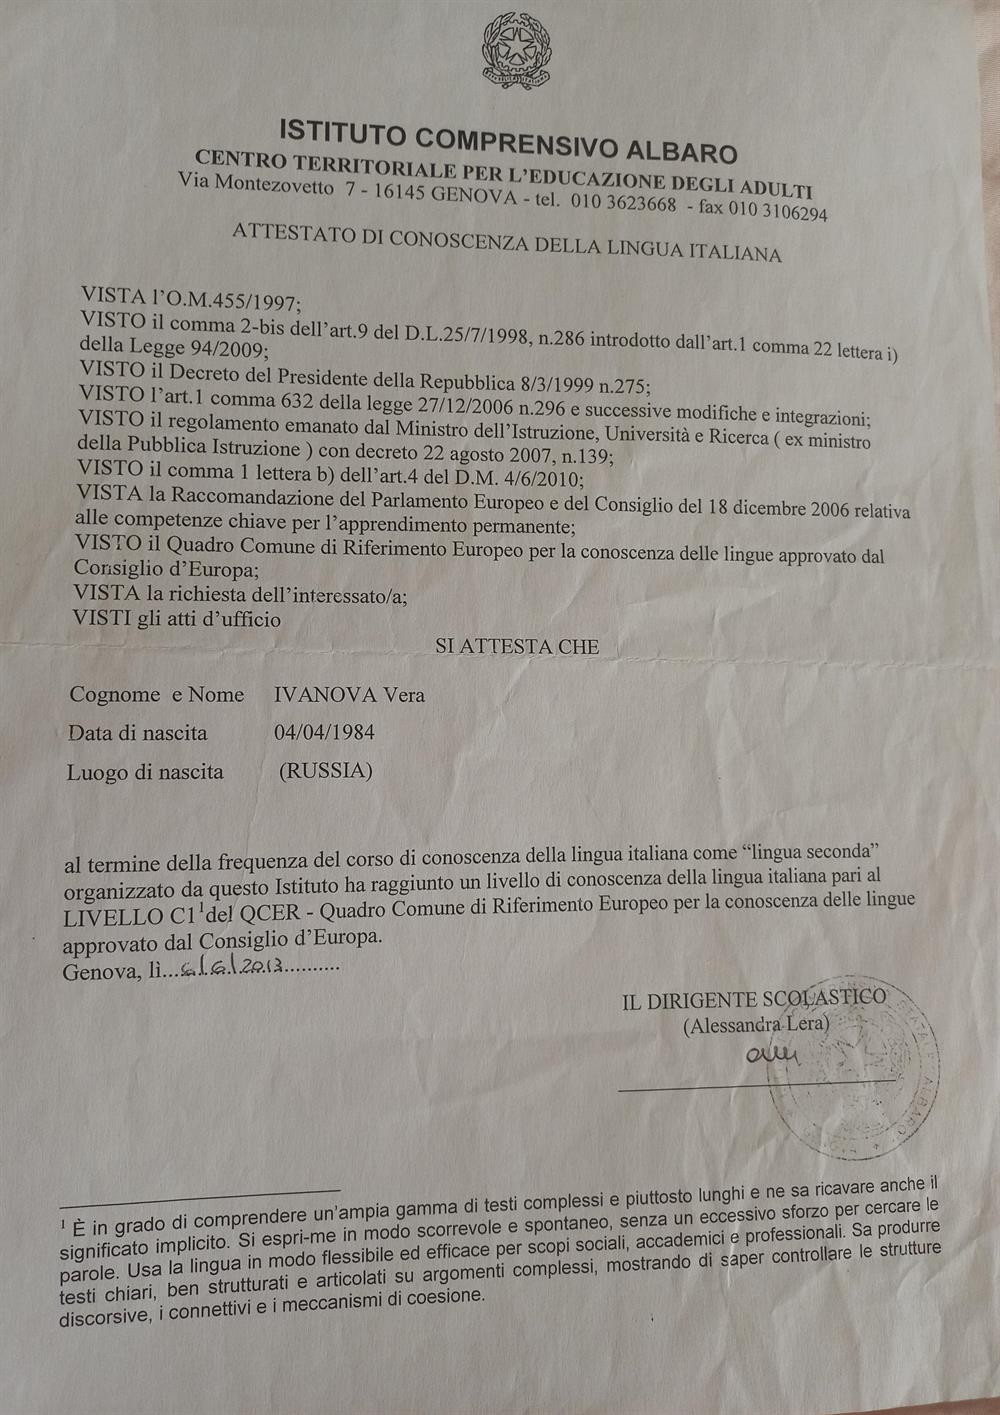 ISTITUTO COMPRENSIVO ALBARO
CENTRO TERRITORIALE PER L’EDUCAZIONE DEGLI ADULTI
Via Montezovetto 7 - 16145 GENOVA - tel. 010 3623668 - fax 010 3106294
ATTESTATO DI CONOSCENZA DELLA LINGUA ITALIANA
VISTA l’O.M.455/1997;
VISTO il comma 2-bis dell’art.9 del D.L.25/7/1998, n.286 introdotto dall’art.1 comma 22 lettera i)
della Legge 94/2009;
VISTO il Decreto del Presidente della Repubblica 8/3/1999 n.275;
VISTO l’art.1 comma 632 della legge 27/12/2006 n.296 e successive modifiche e integrazioni;
VISTO il regolamento emanato dal Ministro dell’Istruzione, Università e Ricerca ( ex ministro
della Pubblica Istruzione ) con decreto 22 agosto 2007, n.139;
VISTO il comma 1 lettera b) dell’art.4 del D.M. 4/6/2010;
VISTA la Raccomandazione del Parlamento Europeo e del Consiglio del 18 dicembre 2006 relativa
alle competenze chiave per l’apprendimento permanente;
VISTO il Quadro Comune di Riferimento Europeo per la conoscenza delle lingue approvato dal
Consiglio d’Europa;
VISTA la richiesta dell’interessato/a;
VISTI gli atti d’ufficio
SI ATTESTA CHE
Cognome e Nome IVANOVA Vera
Data di nascita 04/04/1984
Luogo di nascita (RUSSIA)
al termine della frequenza del corso di conoscenza della lingua italiana come “lingua seconda”
organizzato da questo Istituto ha raggiunto un livello di conoscenza della lingua italiana pari al
LIVELLO C1¹del QCER - Quadro Comune di Riferimento Europeo per la conoscenza delle lingue
approvato dal Consiglio d’Europa.
Genova, lì...6/6/2013..........
IL DIRIGENTE SCOLASTICO
(Alessandra Lera)
ALBARO
¹ È in grado di comprendere un’ampia gamma di testi complessi e piuttosto lunghi e ne sa ricavare anche il
significato implicito. Si espri-me in modo scorrevole e spontaneo, senza un eccessivo sforzo per cercare le
parole. Usa la lingua in modo flessibile ed efficace per scopi sociali, accademici e professionali. Sa produrre
testi chiari, ben strutturati e articolati su argomenti complessi, mostrando di saper controllare le strutture
discorsive, i connettivi e i meccanismi di coesione.